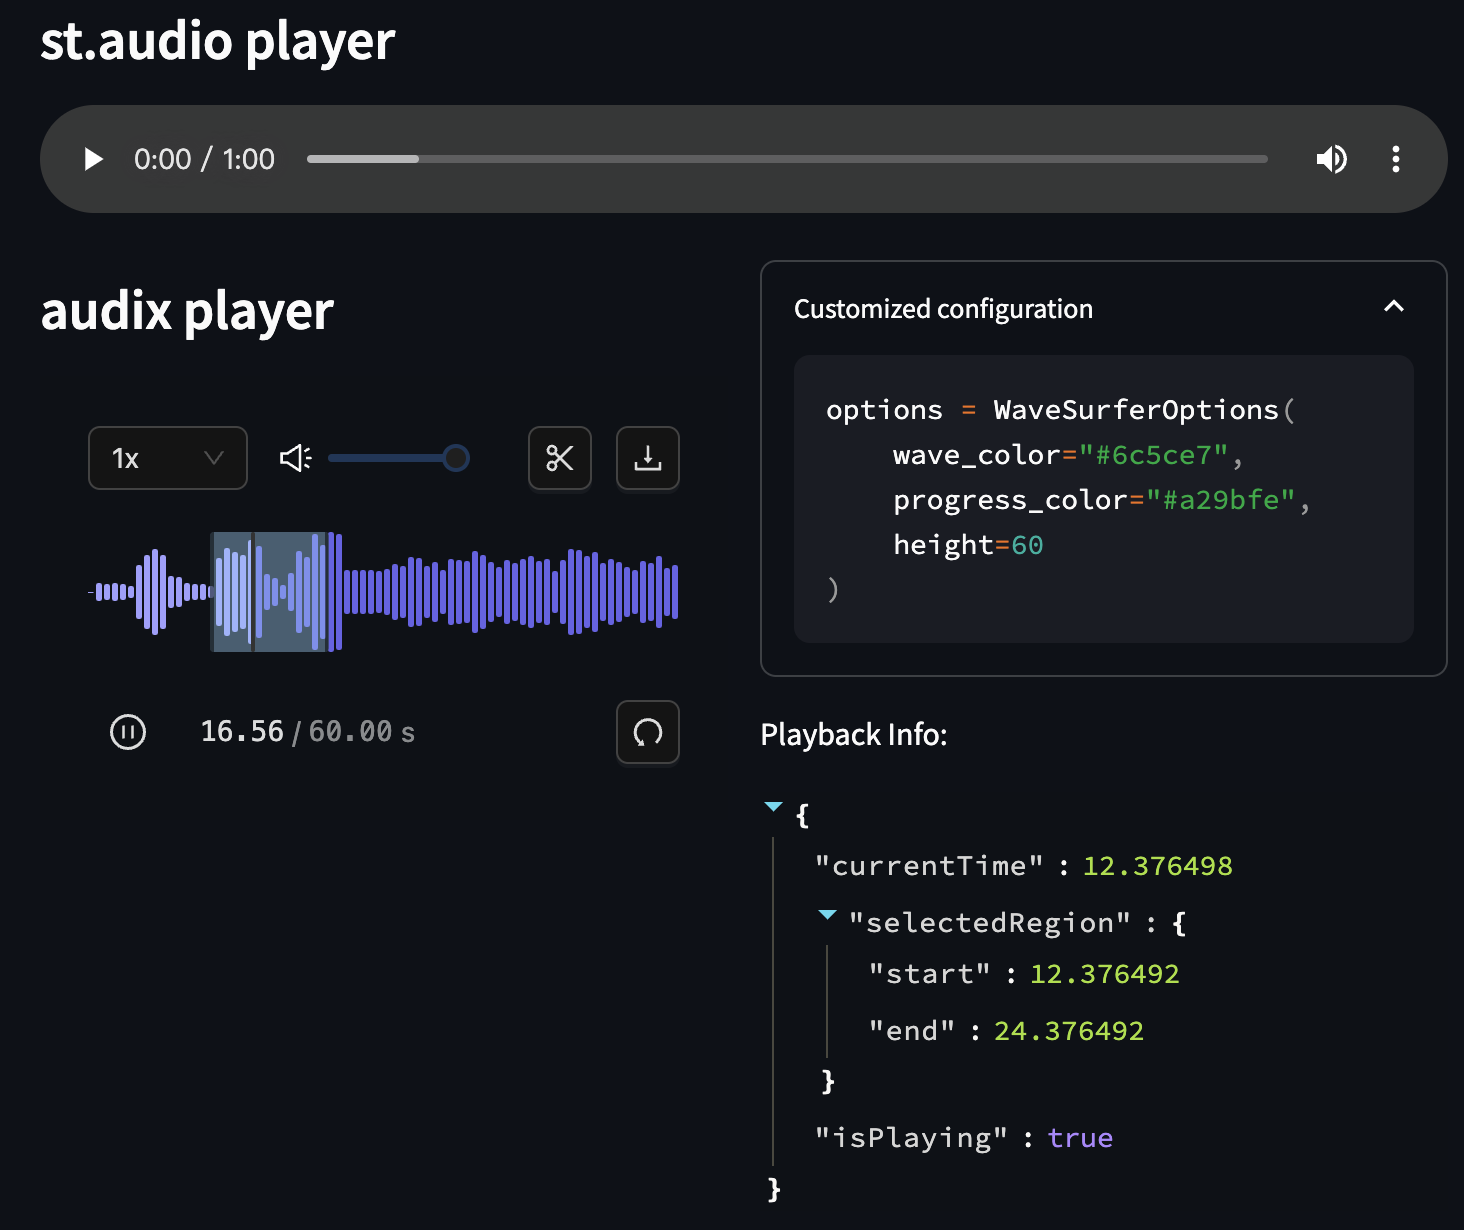 st.audio player
0:00 / 1:00
audix player
1x
16.56 / 60.00 s
Customized configuration
options = WaveSurferOptions(
    wave_color="#6c5ce7",
    progress_color="#a29bfe",
    height=60
)
Playback Info:
{
"currentTime" : 12.376498
"selectedRegion" : {
"start" : 12.376492
"end" : 24.376492
}
"isPlaying" : true
}